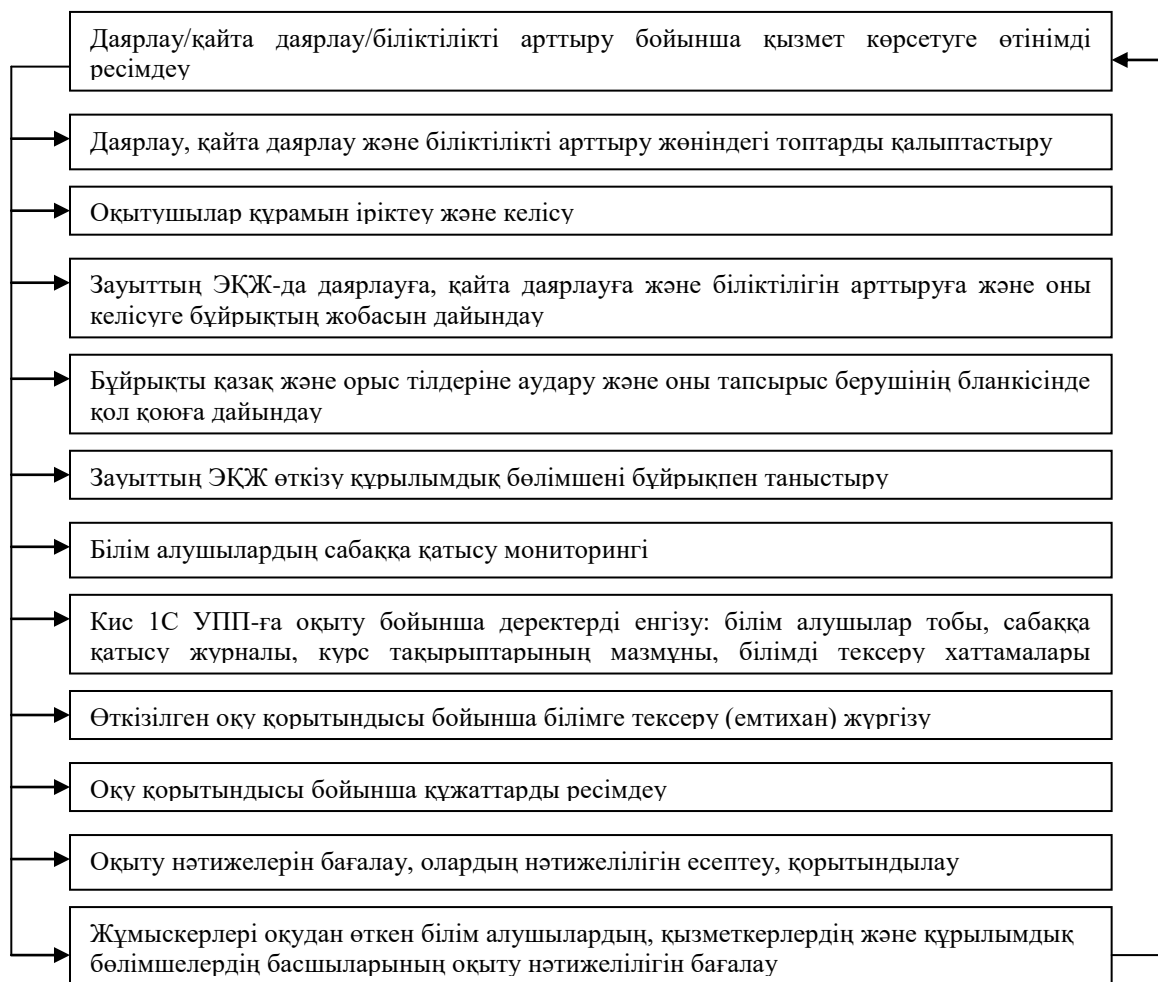 Даярлау/қайта даярлау/біліктілікті арттыру бойынша қызмет көрсетуге өтінімді
ресімдеу
Даярлау, қайта даярлау және біліктілікті арттыру жөніндегі топтарды қалыптастыру
Оқытушылар құрамын іріктеу және келісу
Зауыттың ЭҚЖ-да даярлауға, қайта даярлауға және біліктілігін арттыруға және оны
келісуге бұйрықтың жобасын дайындау
Бұйрықты қазақ және орыс тілдеріне аудару және оны тапсырыс берушінің бланкісінде
қол қоюға дайындау
Зауыттың ЭҚЖ өткізу құрылымдық бөлімшені бұйрықпен таныстыру
Білім алушылардың сабаққа қатысу мониторингі
Кис 1С УПП-ға оқыту бойынша деректерді енгізу: білім алушылар тобы, сабаққа
қатысу журналы, курс тақырыптарының мазмұны, білімді тексеру хаттамалары
Өткізілген оқу қорытындысы бойынша білімге тексеру (емтихан) жүргізу
Оқу қорытындысы бойынша құжаттарды ресімдеу
Оқыту нәтижелерін бағалау, олардың нәтижелілігін есептеу, қорытындылау
Жұмыскерлері оқудан өткен білім алушылардың, қызметкерлердің және құрылымдық
бөлімшелердің басшыларының оқыту нәтижелілігін бағалау